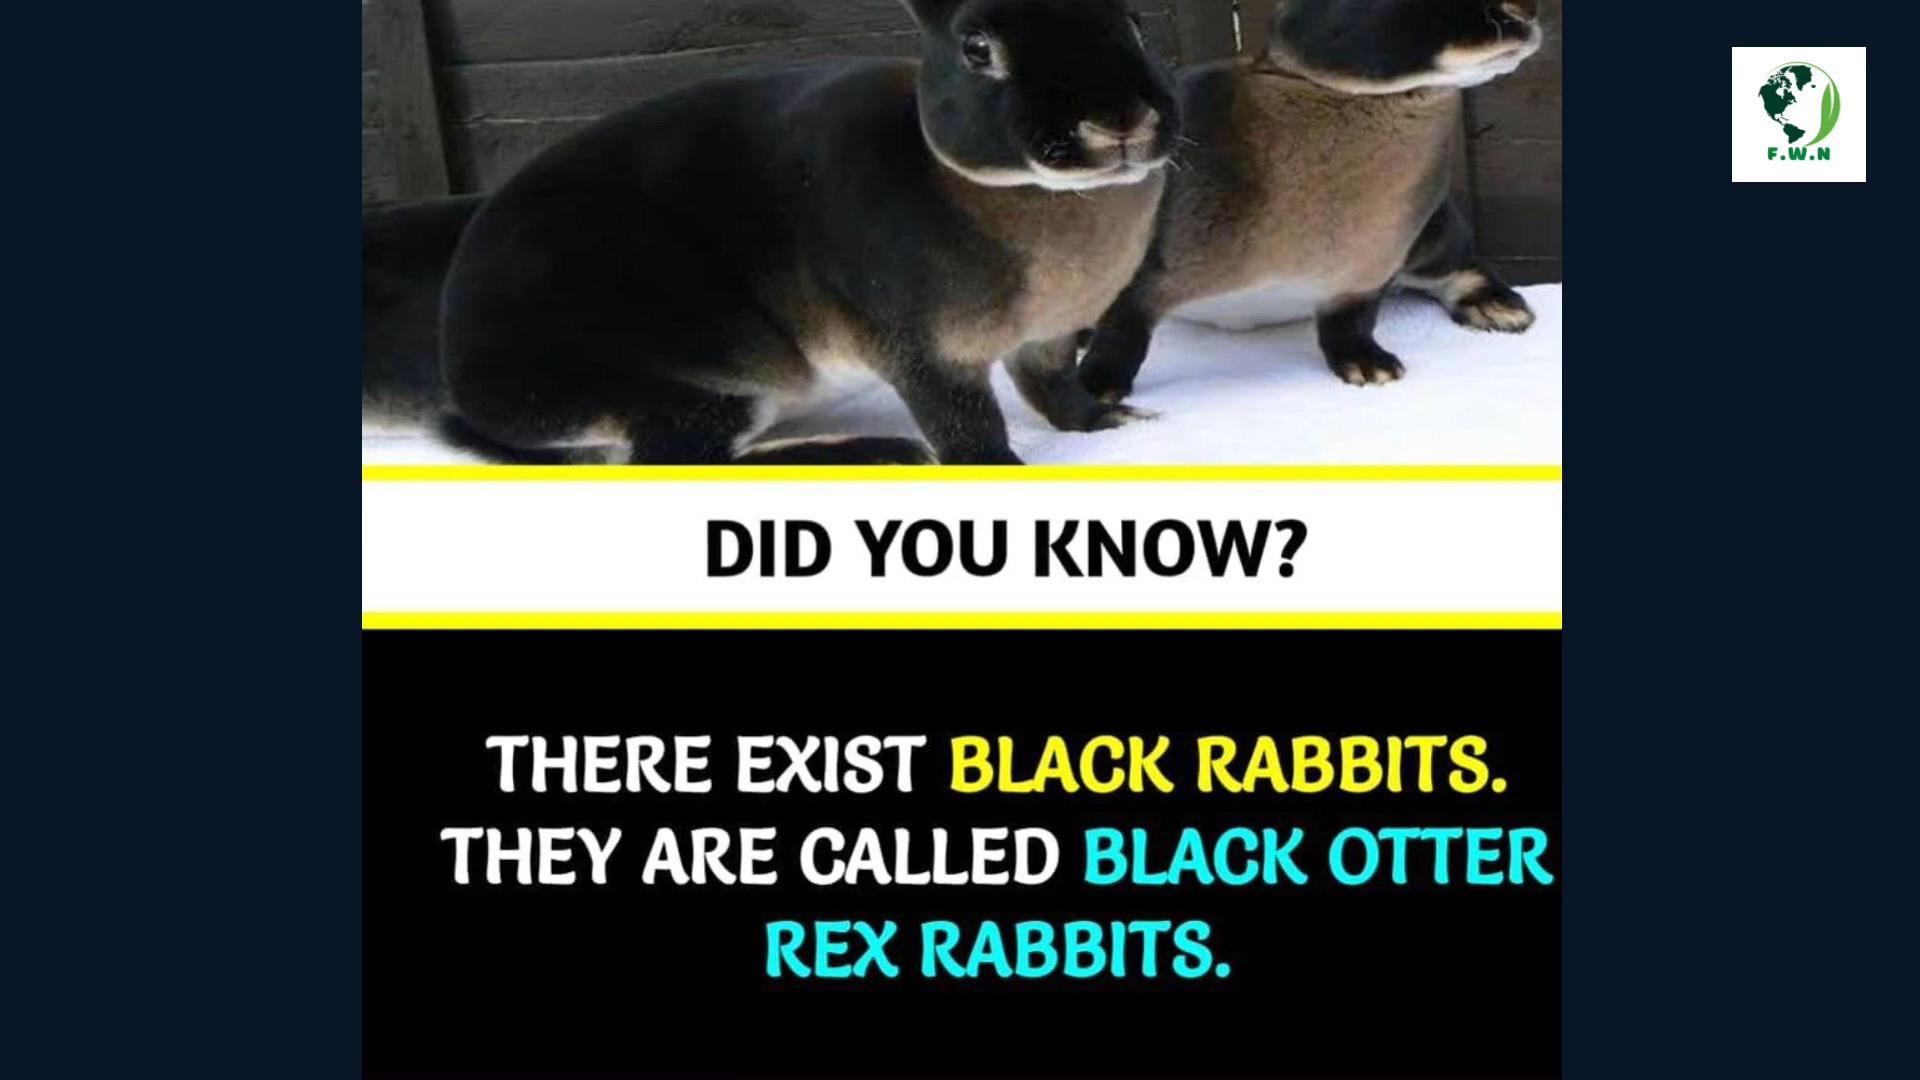 F.W.N
DID YOU KNOW?
THERE EXIST BLACK RABBITS.
THEY ARE CALLED BLACK OTTER
REX RABBITS.